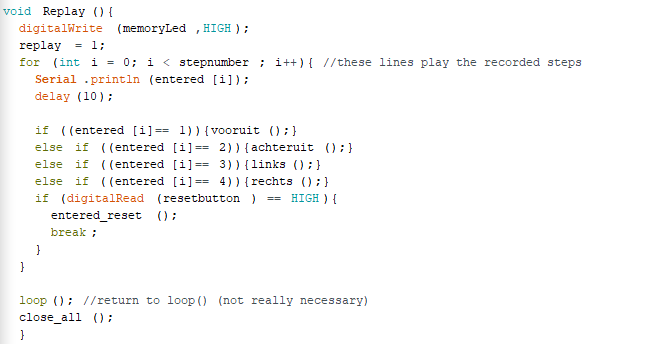 void Replay (){
digitalWrite (memoryLed ,HIGH );
replay = 1;
for (int i = 0; i < stepnumber ; i++){ //these lines play the recorded steps
Serial .println (entered [i]);
delay (10);
if ((entered [i]== 1)){vooruit ();}
else if ((entered [i]== 2)){achteruit ();}
else if ((entered [i]== 3)){links ();}
else if ((entered [i]== 4)){rechts ();}
if (digitalRead (resetbutton ) == HIGH ){
entered_reset ();
break ;
}
}
loop (); //return to loop() (not really necessary)
close_all ();
}